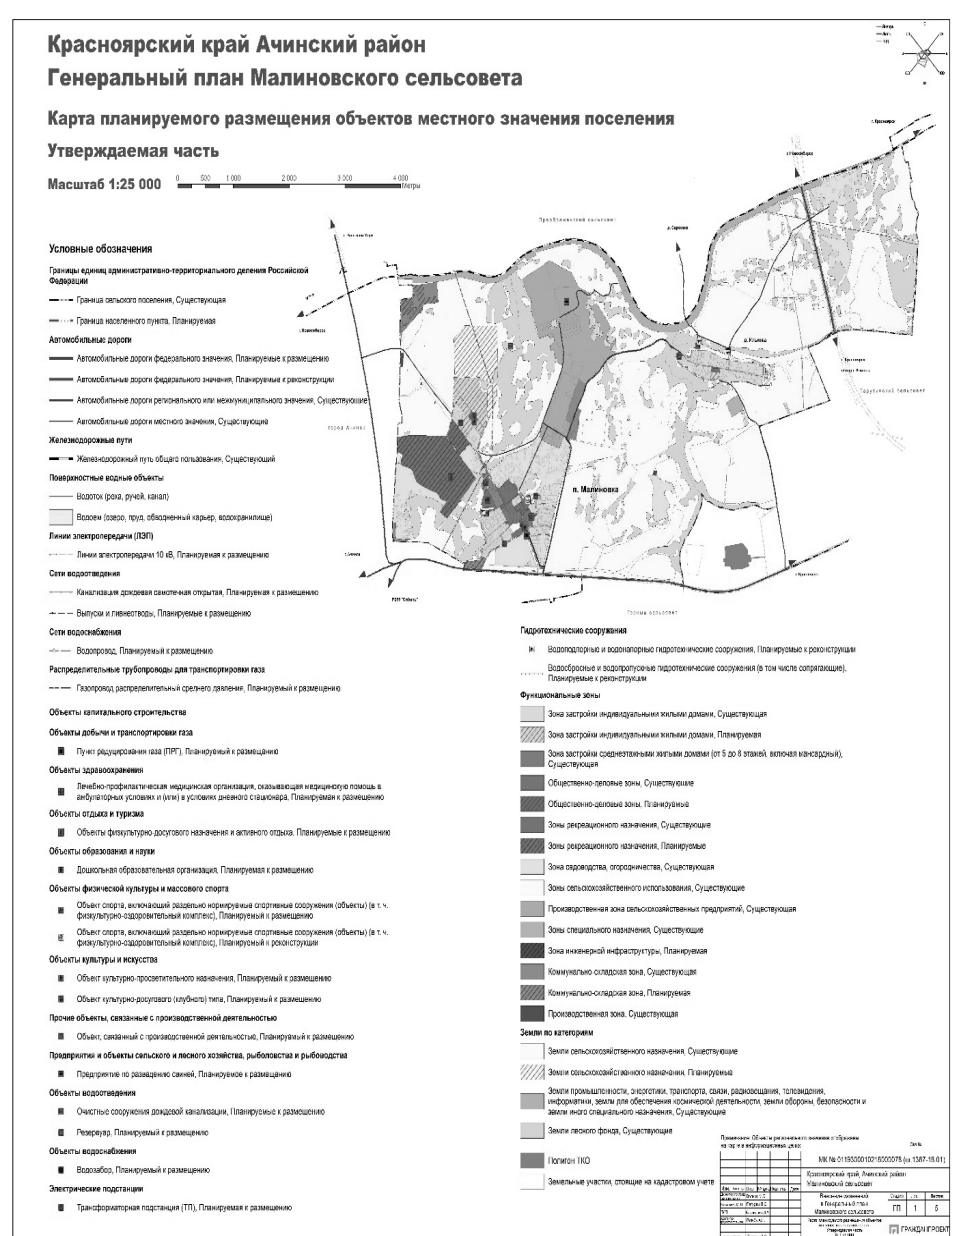 Красноярский край Ачинский район
Генеральный план Малиновского сельсовета
Карта планируемого размещения объектов местного значения поселения
Утверждаемая часть
Масштаб 1:25 000
0 500 1 000 2 000 3 000 4 000
Метры
г. Красноярск
п. Малиновка
Условные обозначения
Границы единиц административно-территориального деления Российской
Федерации
Граница сельского поселения, Существующая
Граница населенного пункта, Планируемая
Автомобильные дороги
Автомобильные дороги федерального значения, Планируемые к размещению
Автомобильные дороги федерального значения, Планируемые к реконструкции
Автомобильные дороги регионального или межмуниципального значения, Существующие
Автомобильные дороги местного значения, Существующие
Железнодорожные пути
Железнодорожный путь общего пользования, Существующий
Поверхностные водные объекты
Водоток (река, ручей, канал)
Водоем (озеро, пруд, обводненный карьер, водохранилище)
Линии электропередачи (ЛЭП)
Линии электропередачи 10 кВ, Планируемая к размещению
Сети водоотведения
Канализация дождевая самотечная открытая, Планируемая к размещению
Выпуски и ливнеотводы, Планируемые к размещению
Сети водоснабжения
Водопровод, Планируемый к размещению
Распределительные трубопроводы для транспортировки газа
Газопровод распределительный среднего давления, Планируемый к размещению
Объекты капитального строительства
Объекты добычи и транспортировки газа
Пункт редуцирования газа (ПРГ), Планируемый к размещению
Объекты здравоохранения
Лечебно-профилактическая медицинская организация, оказывающая медицинскую помощь в
амбулаторных условиях и (или) в условиях дневного стационара, Планируемая к размещению
Объекты отдыха и туризма
Объекты физкультурно-досугового назначения и активного отдыха, Планируемые к размещению
Объекты образования и науки
Дошкольная образовательная организация, Планируемая к размещению
Объекты физической культуры и массового спорта
Объект спорта, включающий раздельно нормируемые спортивные сооружения (объекты) (в т. ч.
физкультурно-оздоровительный комплекс), Планируемый к размещению
Объект спорта, включающий раздельно нормируемые спортивные сооружения (объекты) (в т. ч.
физкультурно-оздоровительный комплекс), Планируемый к реконструкции
Объекты культуры и искусства
Объект культурно-просветительного назначения, Планируемый к размещению
Объект культурно-досугового (клубного) типа, Планируемый к размещению
Прочие объекты, связанные с производственной деятельностью
Объект, связанный с производственной деятельностью, Планируемый к размещению
Предприятия и объекты сельского и лесного хозяйства, рыболовства и рыбоводства
Предприятие по разведению свиней, Планируемое к размещению
Объекты водоотведения
Очистные сооружения дождевой канализации, Планируемые к размещению
Резервуар, Планируемый к размещению
Объекты водоснабжения
Водозабор, Планируемый к размещению
Электрические подстанции
Трансформаторная подстанция (ТП), Планируемая к размещению
Гидротехнические сооружения
Водоподпорные и водонапорные гидротехнические сооружения, Планируемые к реконструкции
Водосбросные и водопропускные гидротехнические сооружения (в том числе сопрягающие),
Планируемые к реконструкции
Функциональные зоны
Зона застройки индивидуальными жилыми домами, Существующая
Зона застройки индивидуальными жилыми домами, Планируемая
Зона застройки среднеэтажными жилыми домами (от 5 до 8 этажей, включая мансардный),
Существующая
Общественно-деловые зоны, Существующие
Общественно-деловые зоны, Планируемые
Зоны рекреационного назначения, Существующие
Зоны рекреационного назначения, Планируемые
Зона садоводства, огородничества, Существующая
Зоны сельскохозяйственного использования, Существующие
Производственная зона сельскохозяйственных предприятий, Существующая
Зоны специального назначения, Существующие
Зона инженерной инфраструктуры, Планируемая
Коммунально-складская зона, Существующая
Коммунально-складская зона, Планируемая
Производственная зона, Существующая
Земли по категориям
Земли сельскохозяйственного назначения, Существующие
Земли сельскохозяйственного назначения, Планируемые
Земли промышленности, энергетики, транспорта, связи, радиовещания, телевидения,
информатики, земли для обеспечения космической деятельности, земли обороны, безопасности и
земли иного специального назначения, Существующие
Земли лесного фонда, Существующие
Полигон ТКО
Земельные участки, стоящие на кадастровом учете
Красноярский край, Ачинский район
Малиновский сельсовет
Внесение изменений
в Генеральный план
Малиновского сельсовета
ГП 1 5
ГРАЖДАНПРОЕКТ